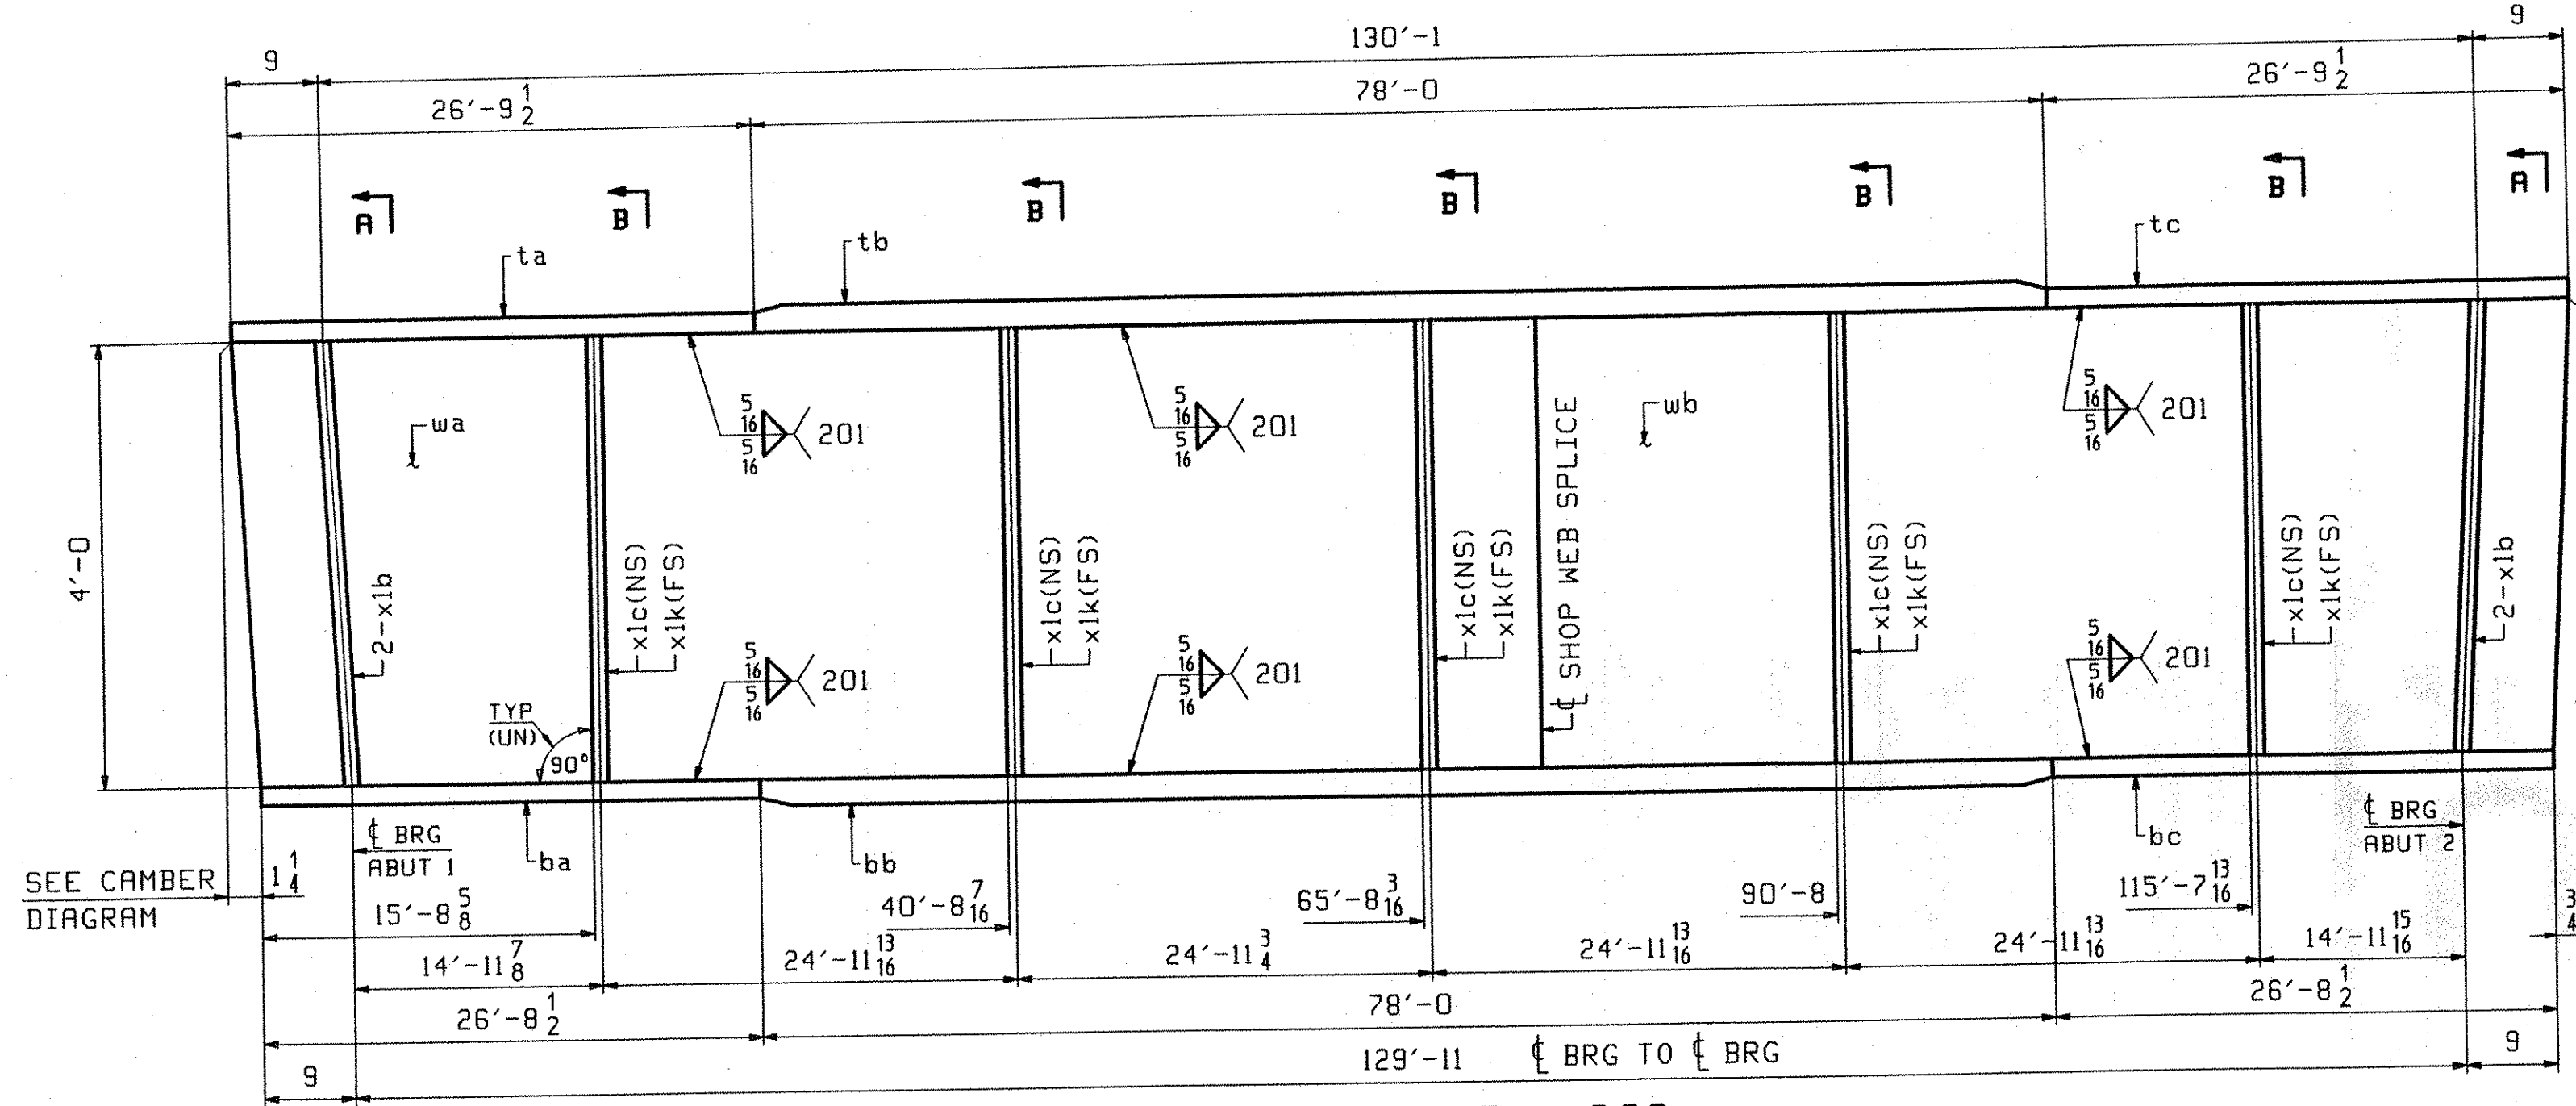 9 130′-1 9
26′-9 1/2 78′-0 26′-9 1/2
A B B B B B A
ta tb tc
5/16 5/16 201
5/16 5/16 201
5/16 5/16 201
wa wb
4′-0
2-x1b
x1c(NS)
x1k(FS)
x1c(NS)
x1k(FS)
x1c(NS)
x1k(FS)
℄ SHOP WEB SPLICE
x1c(NS)
x1k(FS)
x1c(NS)
x1k(FS)
2-x1b
5/16 5/16 201
5/16 5/16 201
5/16 5/16 201
TYP
(UN)
90°
℄ BRG
ABUT 1
ba bb bc
℄ BRG
ABUT 2
SEE CAMBER
DIAGRAM
1 1/4
15′-8 5/8 40′-8 7/16 65′-8 3/16 90′-8 115′-7 13/16 3/4
14′-11 7/8 24′-11 13/16 24′-11 3/4 24′-11 13/16 24′-11 13/16 14′-11 15/16
26′-8 1/2 78′-0 26′-8 1/2
9 129′-11 ℄ BRG TO ℄ BRG 9